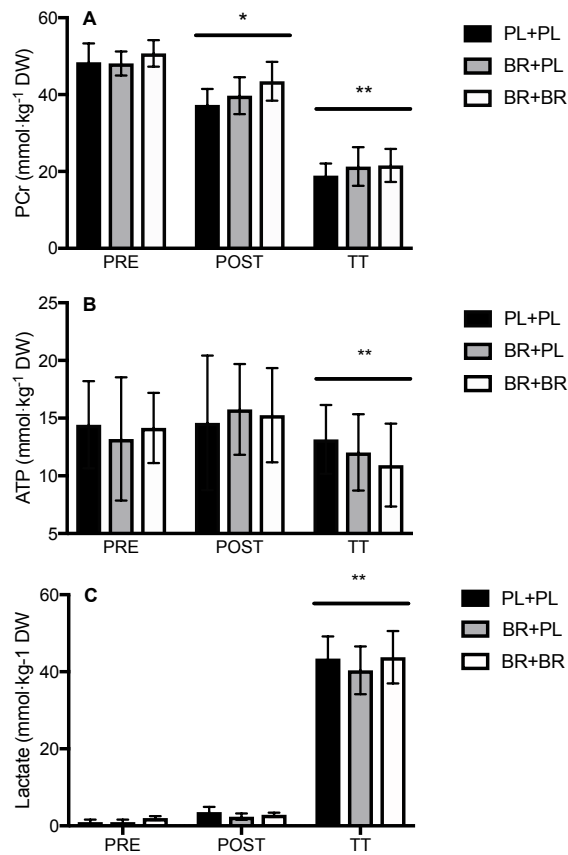 A
*
**
PL+PL
BR+PL
BR+BR
PCr (mmol·kg⁻¹ DW)
60
40
20
0
PRE POST TT
B
**
PL+PL
BR+PL
BR+BR
ATP (mmol·kg⁻¹ DW)
25
20
15
10
5
PRE POST TT
C
**
PL+PL
BR+PL
BR+BR
Lactate (mmol·kg-1 DW
60
40
20
0
PRE POST TT